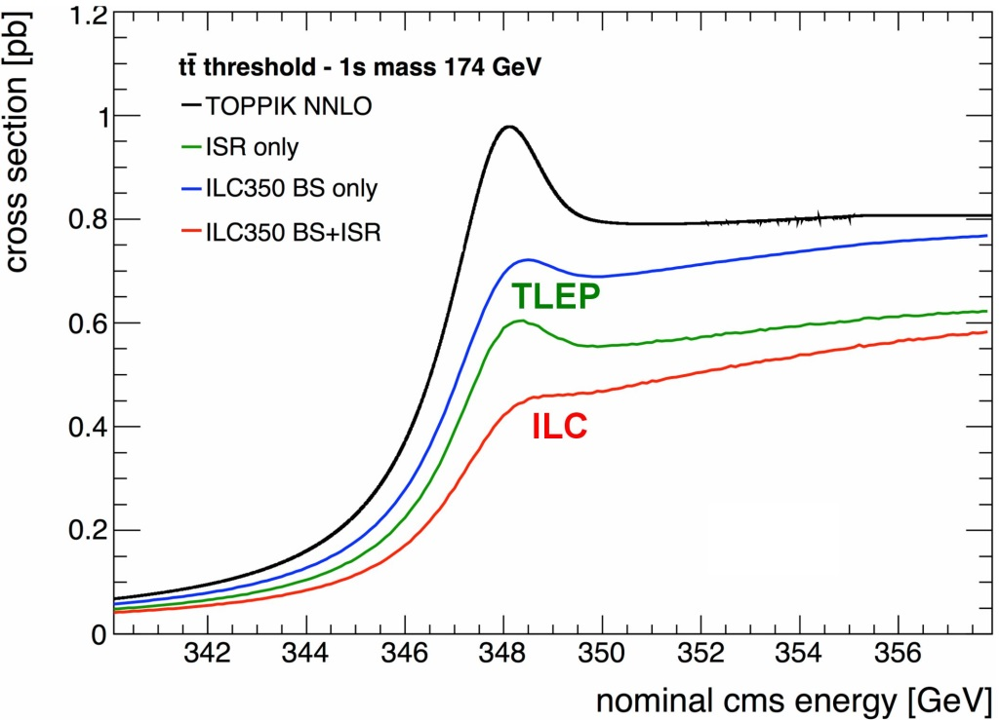 cross section [pb]
1.2
1
0.8
0.6
0.4
0.2
0
tt̄ threshold - 1s mass 174 GeV
TOPPIK NNLO
ISR only
ILC350 BS only
ILC350 BS+ISR
TLEP
ILC
342 344 346 348 350 352 354 356
nominal cms energy [GeV]